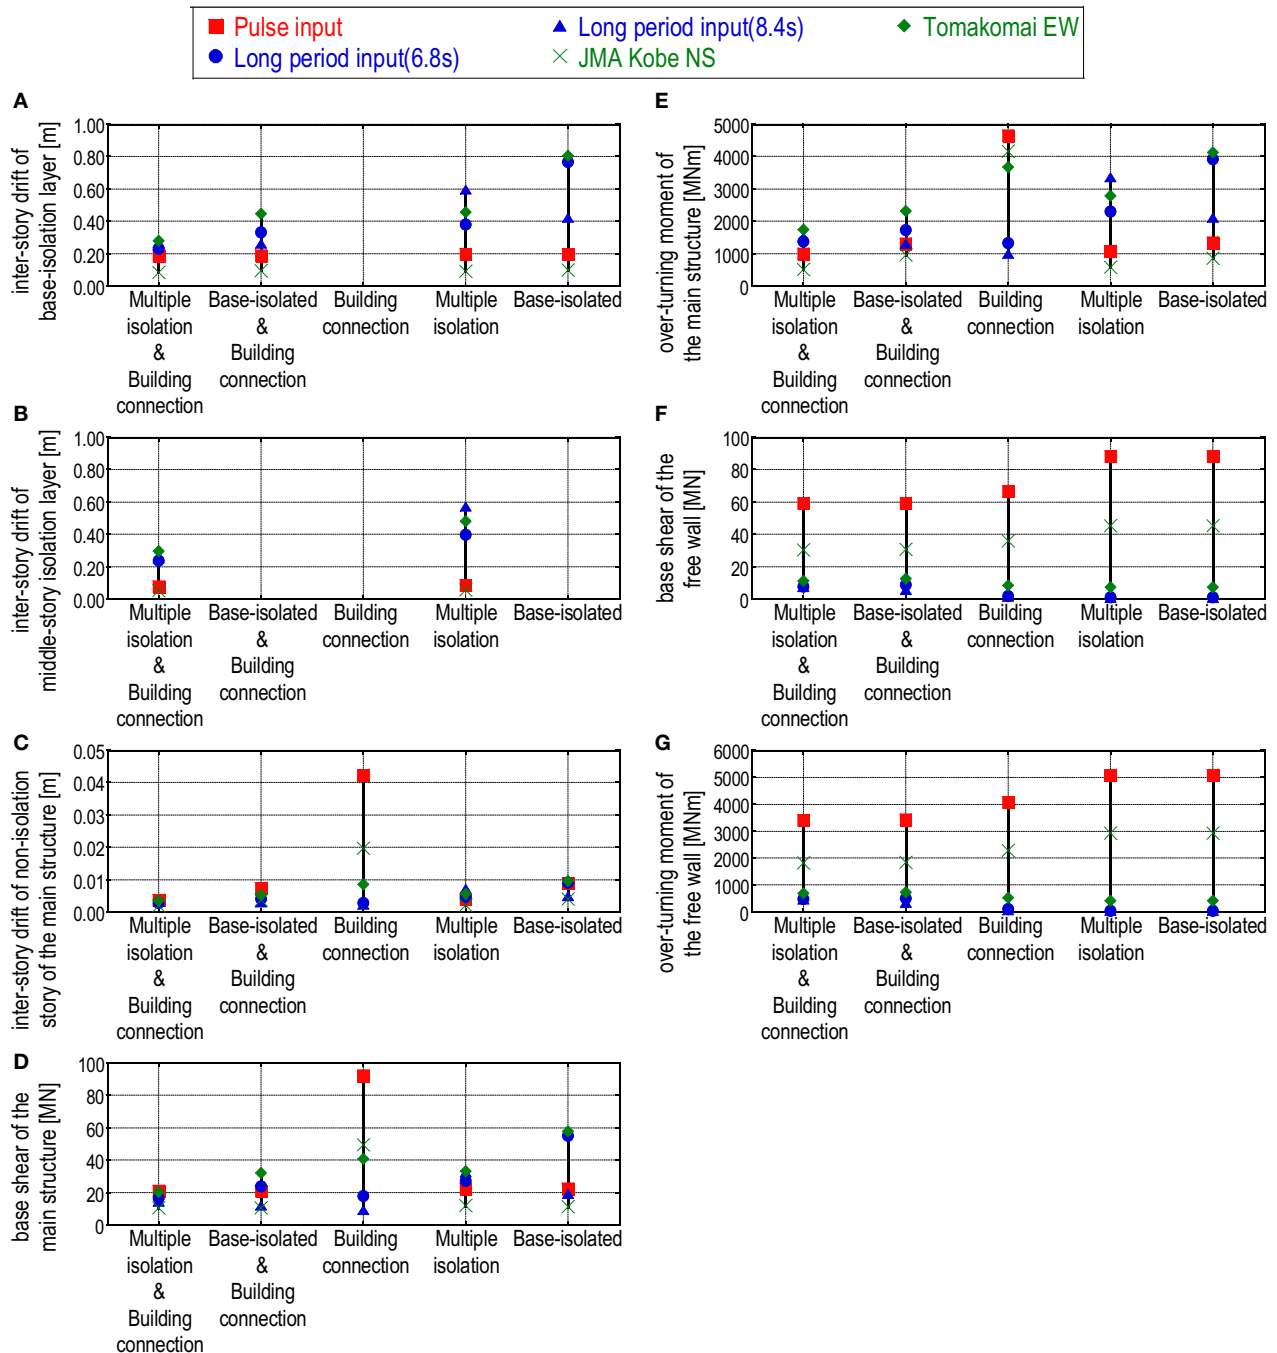 Pulse input
Long period input(8.4s)
Tomakomai EW
Long period input(6.8s)
JMA Kobe NS
A
inter-story drift of
base-isolation layer [m]
1.00
0.80
0.60
0.40
0.20
0.00
Multiple
isolation
&
Building
connection
Base-isolated
&
Building
connection
Building
connection
Multiple
isolation
Base-isolated
B
inter-story drift of
middle-story isolation layer [m]
1.00
0.80
0.60
0.40
0.20
0.00
Multiple
isolation
&
Building
connection
Base-isolated
&
Building
connection
Building
connection
Multiple
isolation
Base-isolated
C
inter-story drift of non-isolation
story of the main structure [m]
0.05
0.04
0.03
0.02
0.01
0.00
Multiple
isolation
&
Building
connection
Base-isolated
&
Building
connection
Building
connection
Multiple
isolation
Base-isolated
D
base shear of the
main structure [MN]
100
80
60
40
20
0
Multiple
isolation
&
Building
connection
Base-isolated
&
Building
connection
Building
connection
Multiple
isolation
Base-isolated
E
over-turning moment of
the main structure [MNm]
5000
4000
3000
2000
1000
0
Multiple
isolation
&
Building
connection
Base-isolated
&
Building
connection
Building
connection
Multiple
isolation
Base-isolated
F
base shear of the
free wall [MN]
100
80
60
40
20
0
Multiple
isolation
&
Building
connection
Base-isolated
&
Building
connection
Building
connection
Multiple
isolation
Base-isolated
G
over-turning moment of
the free wall [MNm]
6000
5000
4000
3000
2000
1000
0
Multiple
isolation
&
Building
connection
Base-isolated
&
Building
connection
Building
connection
Multiple
isolation
Base-isolated